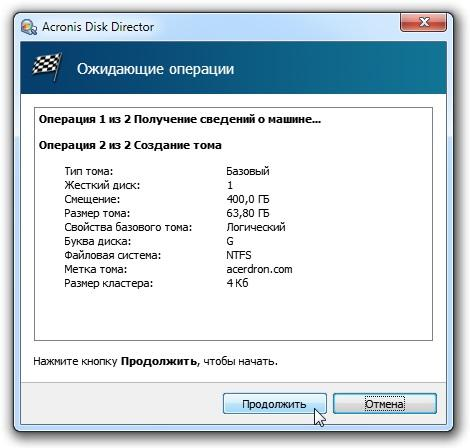 Acronis Disk Director
Ожидающие операции
Операция 1 из 2 Получение сведений о машине...
Операция 2 из 2 Создание тома
Тип тома: Базовый
Жесткий диск: 1
Смещение: 400,0 ГБ
Размер тома: 63,80 ГБ
Свойства базового тома: Логический
Буква диска: G
Файловая система: NTFS
Метка тома: acerdron.com
Размер кластера: 4 Кб
Нажмите кнопку Продолжить, чтобы начать.
Продолжить Отмена